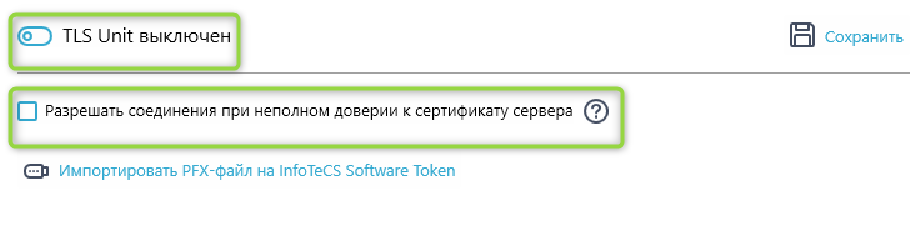 TLS Unit выключен
Сохранить
Разрешать соединения при неполном доверии к сертификату сервера ?
Импортировать PFX-файл на InfoTeCS Software Token